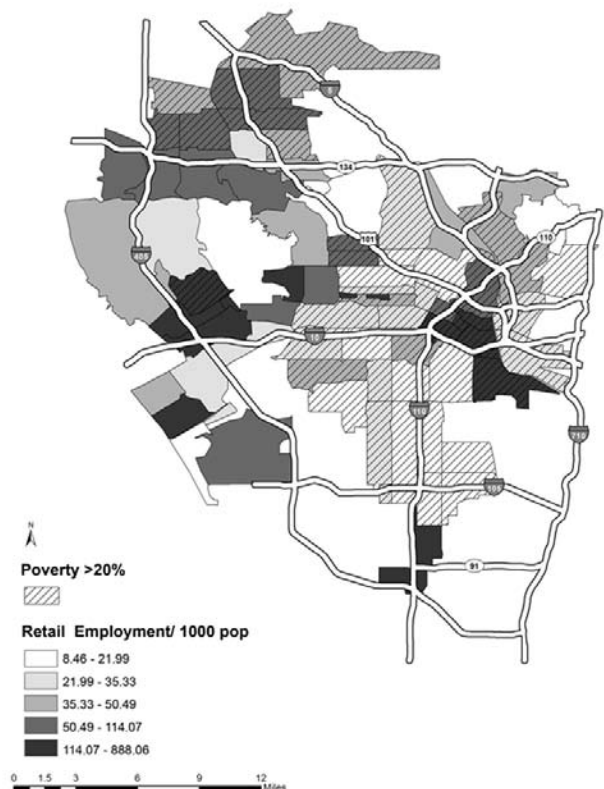 5
134
101
110
405
10
110
710
105
91
N
Poverty >20%
Retail Employment/ 1000 pop
8.46 - 21.99
21.99 - 35.33
35.33 - 50.49
50.49 - 114.07
114.07 - 888.06
0 1.5 3 6 9 12
Miles